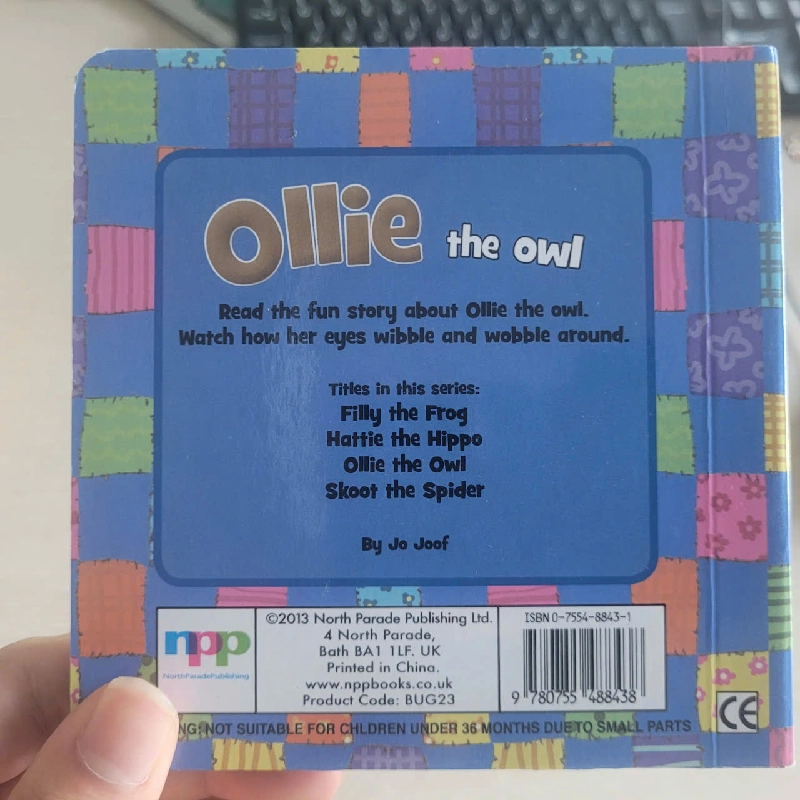 Ollie the owl
Read the fun story about Ollie the owl.
Watch how her eyes wibble and wobble around.
Titles in this series:
Filly the Frog
Hattie the Hippo
Ollie the Owl
Skoot the Spider
By Jo Joof
npp
NorthParadePublishing
©2013 North Parade Publishing Ltd.
4 North Parade,
Bath BA1 1LF. UK
Printed in China.
www.nppbooks.co.uk
Product Code: BUG23
ISBN 0-7554-8843-1
9 780755 488438
NG: NOT SUITABLE FOR CHLDREN UNDER 36 MONTHS DUE TO SMALL PARTS
CE